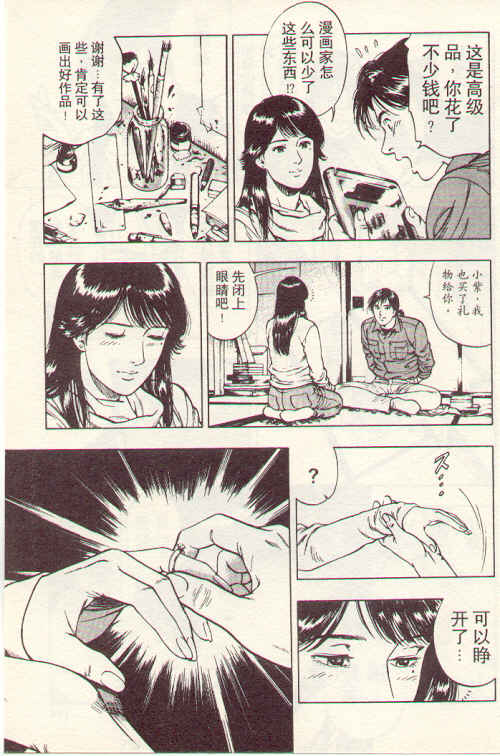 这是高级
品，你花了
不少钱吧？
漫画家怎
么可以少了
这些东西!?
谢谢…有了这
些，肯定可以
画出好作品！
小紫，我
也买了礼
物给你。
先闭上
眼睛吧！
ス…
？
可以睁
开了…